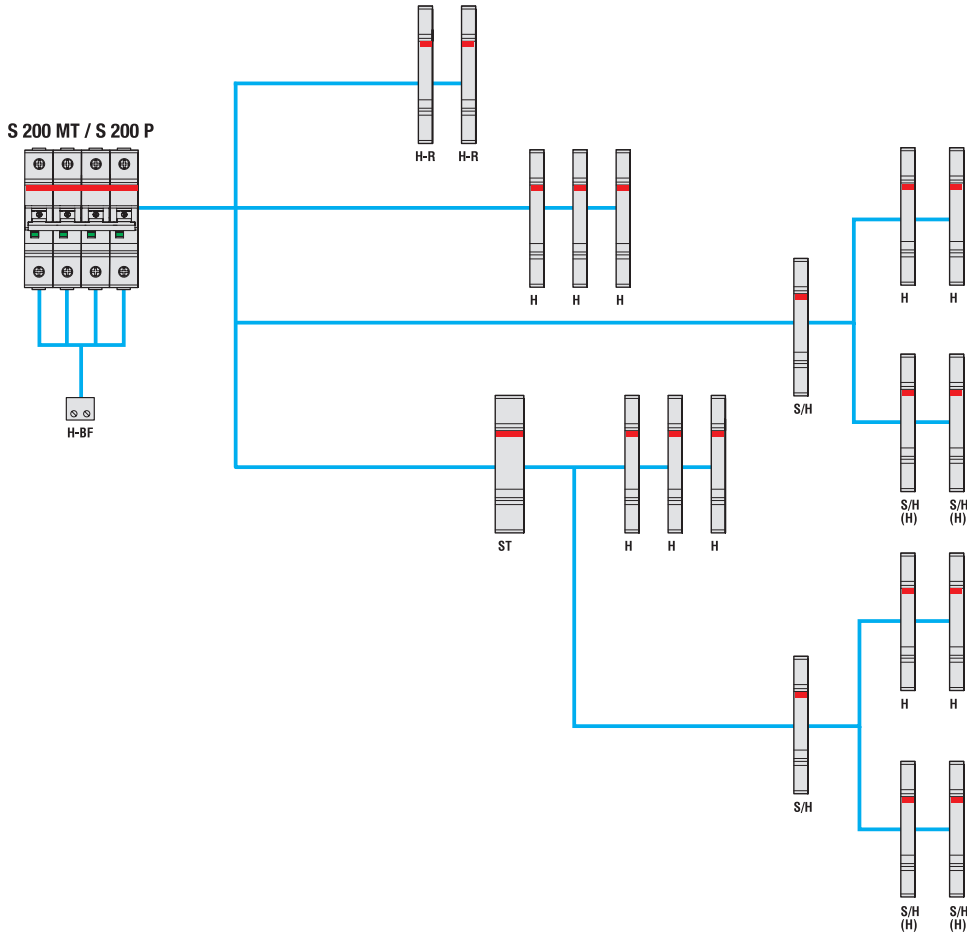 S 200 MT / S 200 P
H-R H-R
H H H
H H
S/H
H-BF
S/H (H) S/H (H)
ST
H H H
H H
S/H
S/H (H) S/H (H)